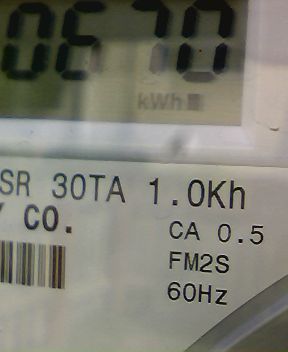 0670
kWh
SR 30TA 1.0Kh
Y CO.
CA 0.5
FM2S
60Hz